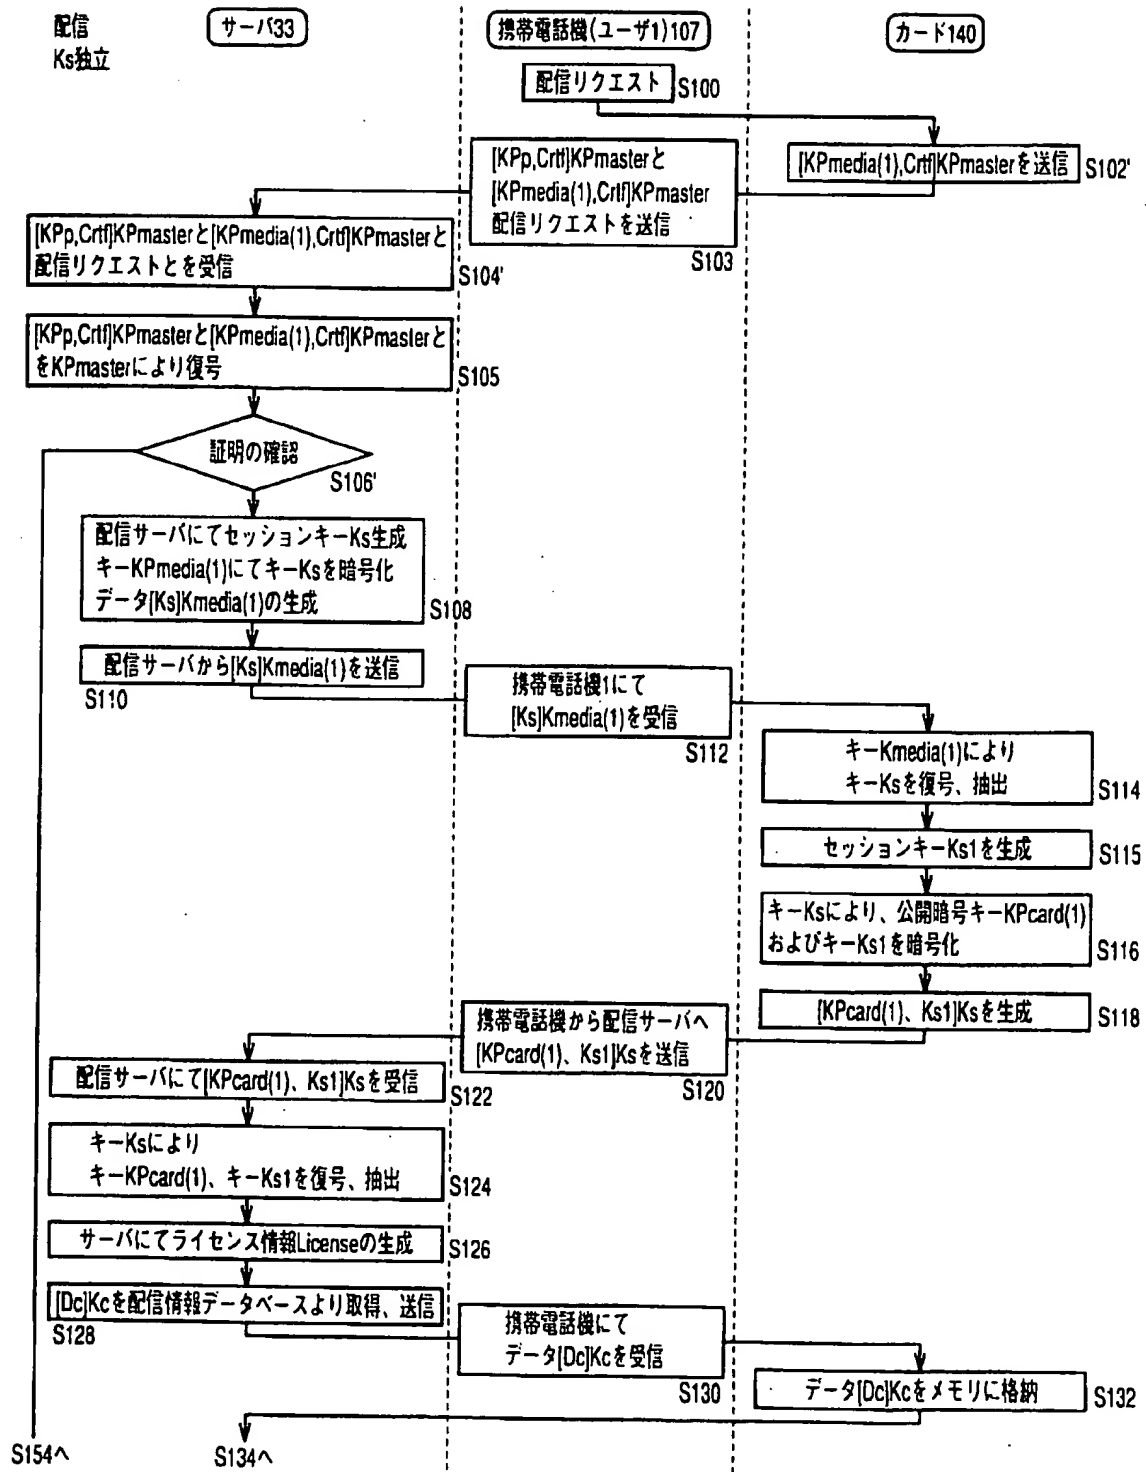 配信
Ks独立
サーバ33
携帯電話機(ユーザ1)107
カード140
配信リクエスト
S100
[KPmedia(1),Crtf]KPmasterを送信
S102'
[KPp,Crtf]KPmasterと
[KPmedia(1),Crtf]KPmaster
配信リクエストを送信
S103
[KPp,Crtf]KPmasterと[KPmedia(1),Crtf]KPmasterと
配信リクエストとを受信
S104'
[KPp,Crtf]KPmasterと[KPmedia(1),Crtf]KPmasterと
をKPmasterにより復号
S105
証明の確認
S106'
配信サーバにてセッションキーKs生成
キーKPmedia(1)にてキーKsを暗号化
データ[Ks]Kmedia(1)の生成
S108
配信サーバから[Ks]Kmedia(1)を送信
S110
携帯電話機1にて
[Ks]Kmedia(1)を受信
S112
キーKmedia(1)により
キーKsを復号、抽出
S114
セッションキーKs1を生成
S115
キーKsにより、公開暗号キーKPcard(1)
およびキーKs1を暗号化
S116
[KPcard(1)、Ks1]Ksを生成
S118
携帯電話機から配信サーバへ
[KPcard(1)、Ks1]Ksを送信
S120
配信サーバにて[KPcard(1)、Ks1]Ksを受信
S122
キーKsにより
キーKPcard(1)、キーKs1を復号、抽出
S124
サーバにてライセンス情報Licenseの生成
S126
[Dc]Kcを配信情報データベースより取得、送信
S128
携帯電話機にて
データ[Dc]Kcを受信
S130
データ[Dc]Kcをメモリに格納
S132
S154へ
S134へ